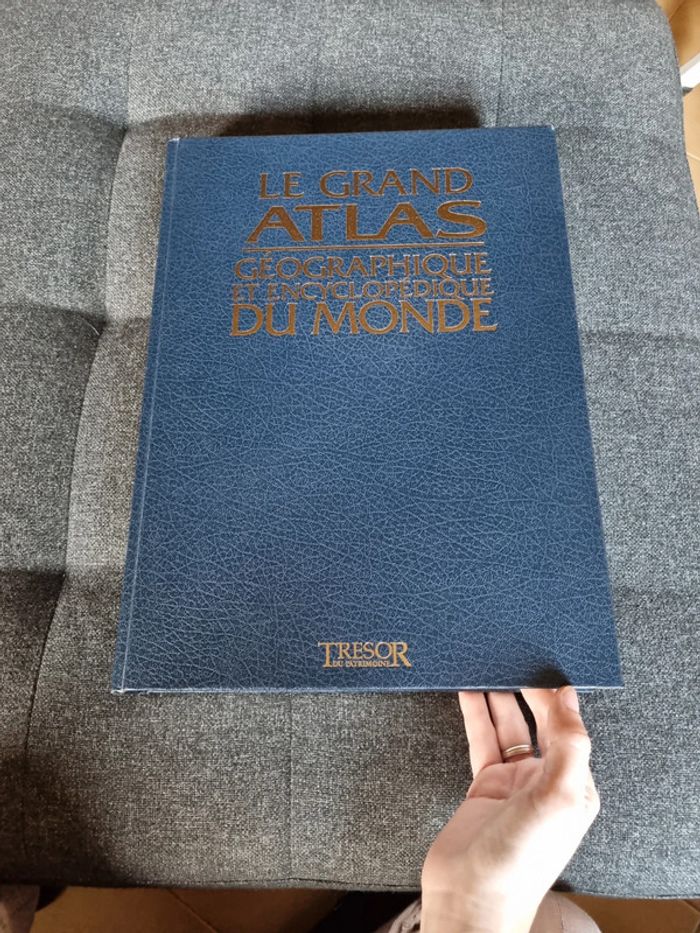 LE GRAND
ATLAS
GÉOGRAPHIQUE
ET ENCYCLOPÉDIQUE
DU MONDE
TRESOR
DU PATRIMOINE